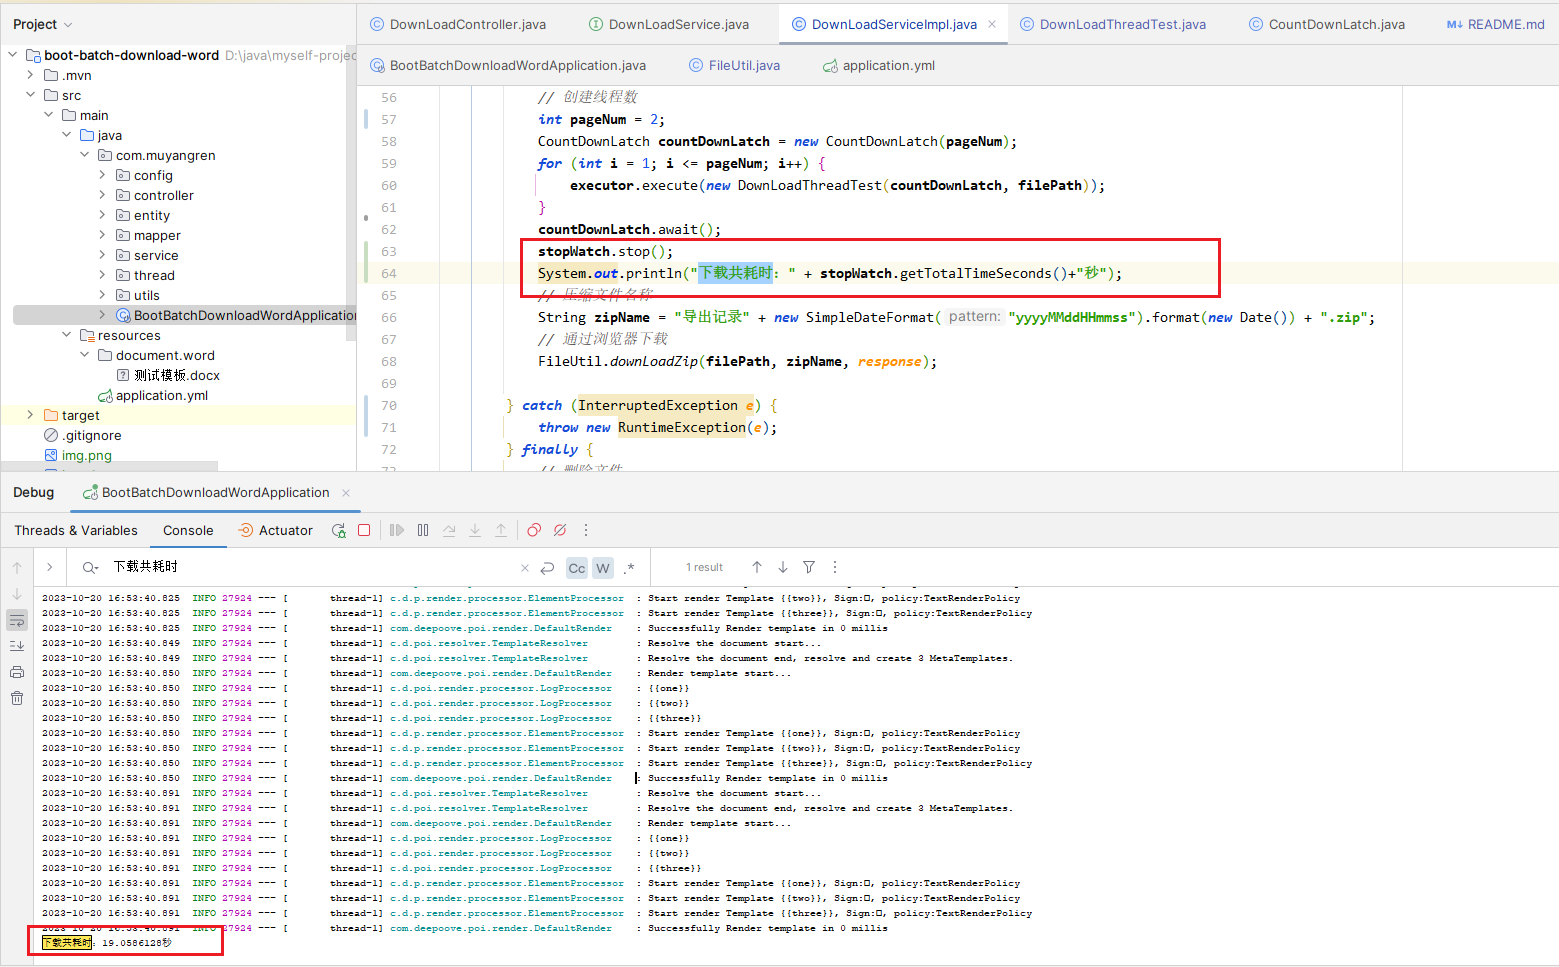 Project
DownLoadController.java
DownLoadService.java
DownLoadServiceImpl.java
DownLoadThreadTest.java
CountDownLatch.java
README.md
BootBatchDownloadWordApplication.java
FileUtil.java
application.yml
boot-batch-download-word D:\java\myself-projec
.mvn
src
main
java
com.muyangren
config
controller
entity
mapper
service
thread
utils
BootBatchDownloadWordApplication
resources
document.word
测试模板.docx
application.yml
target
.gitignore
img.png
56 // 创建线程数
57 int pageNum = 2;
58 CountDownLatch countDownLatch = new CountDownLatch(pageNum);
59 for (int i = 1; i <= pageNum; i++) {
60 executor.execute(new DownLoadThreadTest(countDownLatch, filePath));
61 }
62 countDownLatch.await();
63 stopWatch.stop();
64 System.out.println("下载共耗时：" + stopWatch.getTotalTimeSeconds()+"秒");
65 // 压缩文件名称
66 String zipName = "导出记录" + new SimpleDateFormat( pattern: "yyyyMMddHHmmss").format(new Date()) + ".zip";
67 // 通过浏览器下载
68 FileUtil.downLoadZip(filePath, zipName, response);
69
70 } catch (InterruptedException e) {
71 throw new RuntimeException(e);
72 } finally {
73 // 删除文件
Debug BootBatchDownloadWordApplication
Threads & Variables Console Actuator
下载共耗时 Cc W .* 1 result
2023-10-20 16:53:40.825 INFO 27924 --- [ thread-1] c.d.p.render.processor.ElementProcessor : Start render Template {{two}}, Sign:□, policy:TextRenderPolicy
2023-10-20 16:53:40.825 INFO 27924 --- [ thread-1] c.d.p.render.processor.ElementProcessor : Start render Template {{three}}, Sign:□, policy:TextRenderPolicy
2023-10-20 16:53:40.825 INFO 27924 --- [ thread-1] com.deepoove.poi.render.DefaultRender : Successfully Render template in 0 millis
2023-10-20 16:53:40.849 INFO 27924 --- [ thread-1] c.d.poi.resolver.TemplateResolver : Resolve the document start...
2023-10-20 16:53:40.849 INFO 27924 --- [ thread-1] c.d.poi.resolver.TemplateResolver : Resolve the document end, resolve and create 3 MetaTemplates.
2023-10-20 16:53:40.850 INFO 27924 --- [ thread-1] com.deepoove.poi.render.DefaultRender : Render template start...
2023-10-20 16:53:40.850 INFO 27924 --- [ thread-1] c.d.poi.render.processor.LogProcessor : {{one}}
2023-10-20 16:53:40.850 INFO 27924 --- [ thread-1] c.d.poi.render.processor.LogProcessor : {{two}}
2023-10-20 16:53:40.850 INFO 27924 --- [ thread-1] c.d.poi.render.processor.LogProcessor : {{three}}
2023-10-20 16:53:40.850 INFO 27924 --- [ thread-1] c.d.p.render.processor.ElementProcessor : Start render Template {{one}}, Sign:□, policy:TextRenderPolicy
2023-10-20 16:53:40.850 INFO 27924 --- [ thread-1] c.d.p.render.processor.ElementProcessor : Start render Template {{two}}, Sign:□, policy:TextRenderPolicy
2023-10-20 16:53:40.850 INFO 27924 --- [ thread-1] c.d.p.render.processor.ElementProcessor : Start render Template {{three}}, Sign:□, policy:TextRenderPolicy
2023-10-20 16:53:40.850 INFO 27924 --- [ thread-1] com.deepoove.poi.render.DefaultRender : Successfully Render template in 0 millis
2023-10-20 16:53:40.891 INFO 27924 --- [ thread-1] c.d.poi.resolver.TemplateResolver : Resolve the document start...
2023-10-20 16:53:40.891 INFO 27924 --- [ thread-1] c.d.poi.resolver.TemplateResolver : Resolve the document end, resolve and create 3 MetaTemplates.
2023-10-20 16:53:40.891 INFO 27924 --- [ thread-1] com.deepoove.poi.render.DefaultRender : Render template start...
2023-10-20 16:53:40.891 INFO 27924 --- [ thread-1] c.d.poi.render.processor.LogProcessor : {{one}}
2023-10-20 16:53:40.891 INFO 27924 --- [ thread-1] c.d.poi.render.processor.LogProcessor : {{two}}
2023-10-20 16:53:40.891 INFO 27924 --- [ thread-1] c.d.poi.render.processor.LogProcessor : {{three}}
2023-10-20 16:53:40.891 INFO 27924 --- [ thread-1] c.d.p.render.processor.ElementProcessor : Start render Template {{one}}, Sign:□, policy:TextRenderPolicy
2023-10-20 16:53:40.891 INFO 27924 --- [ thread-1] c.d.p.render.processor.ElementProcessor : Start render Template {{two}}, Sign:□, policy:TextRenderPolicy
2023-10-20 16:53:40.891 INFO 27924 --- [ thread-1] c.d.p.render.processor.ElementProcessor : Start render Template {{three}}, Sign:□, policy:TextRenderPolicy
2023-10-20 16:53:40.891 INFO 27924 --- [ thread-1] com.deepoove.poi.render.DefaultRender : Successfully Render template in 0 millis
下载共耗时：19.0586128秒